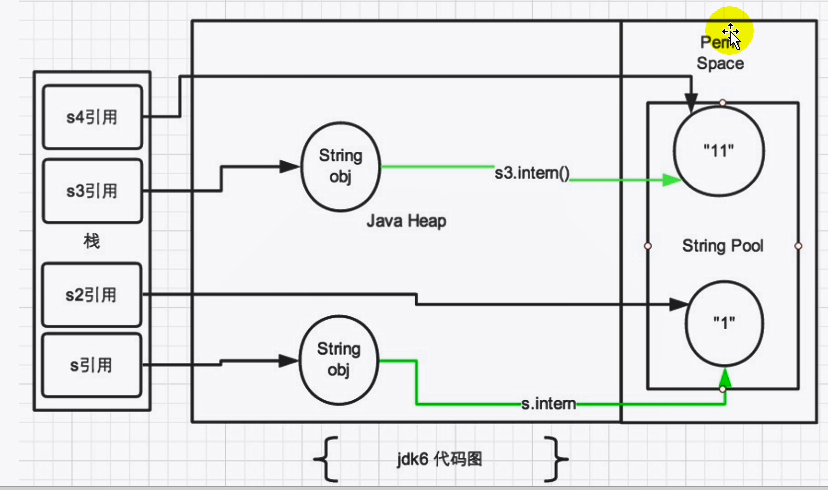 Perm
Space
s4引用
"11"
String
obj
s3.intern()
s3引用
Java Heap
栈
String Pool
s2引用
"1"
String
obj
s引用
s.intern
jdk6 代码图